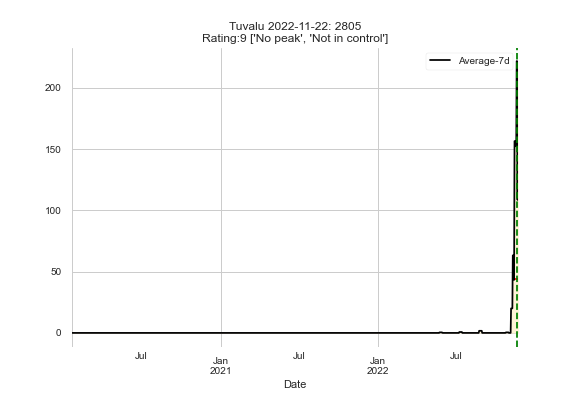 Tuvalu 2022-11-22: 2805
Rating:9 ['No peak', 'Not in control']
Average-7d
200
150
100
50
0
Jul
Jan
2021
Jul
Jan
2022
Jul
Date